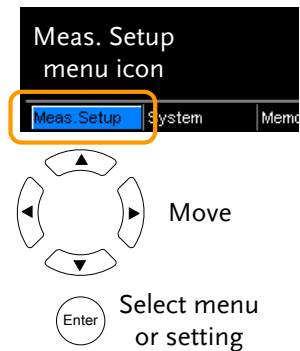 Meas. Setup
menu icon
Meas.Setup System
Move
Enter
Select menu
or setting